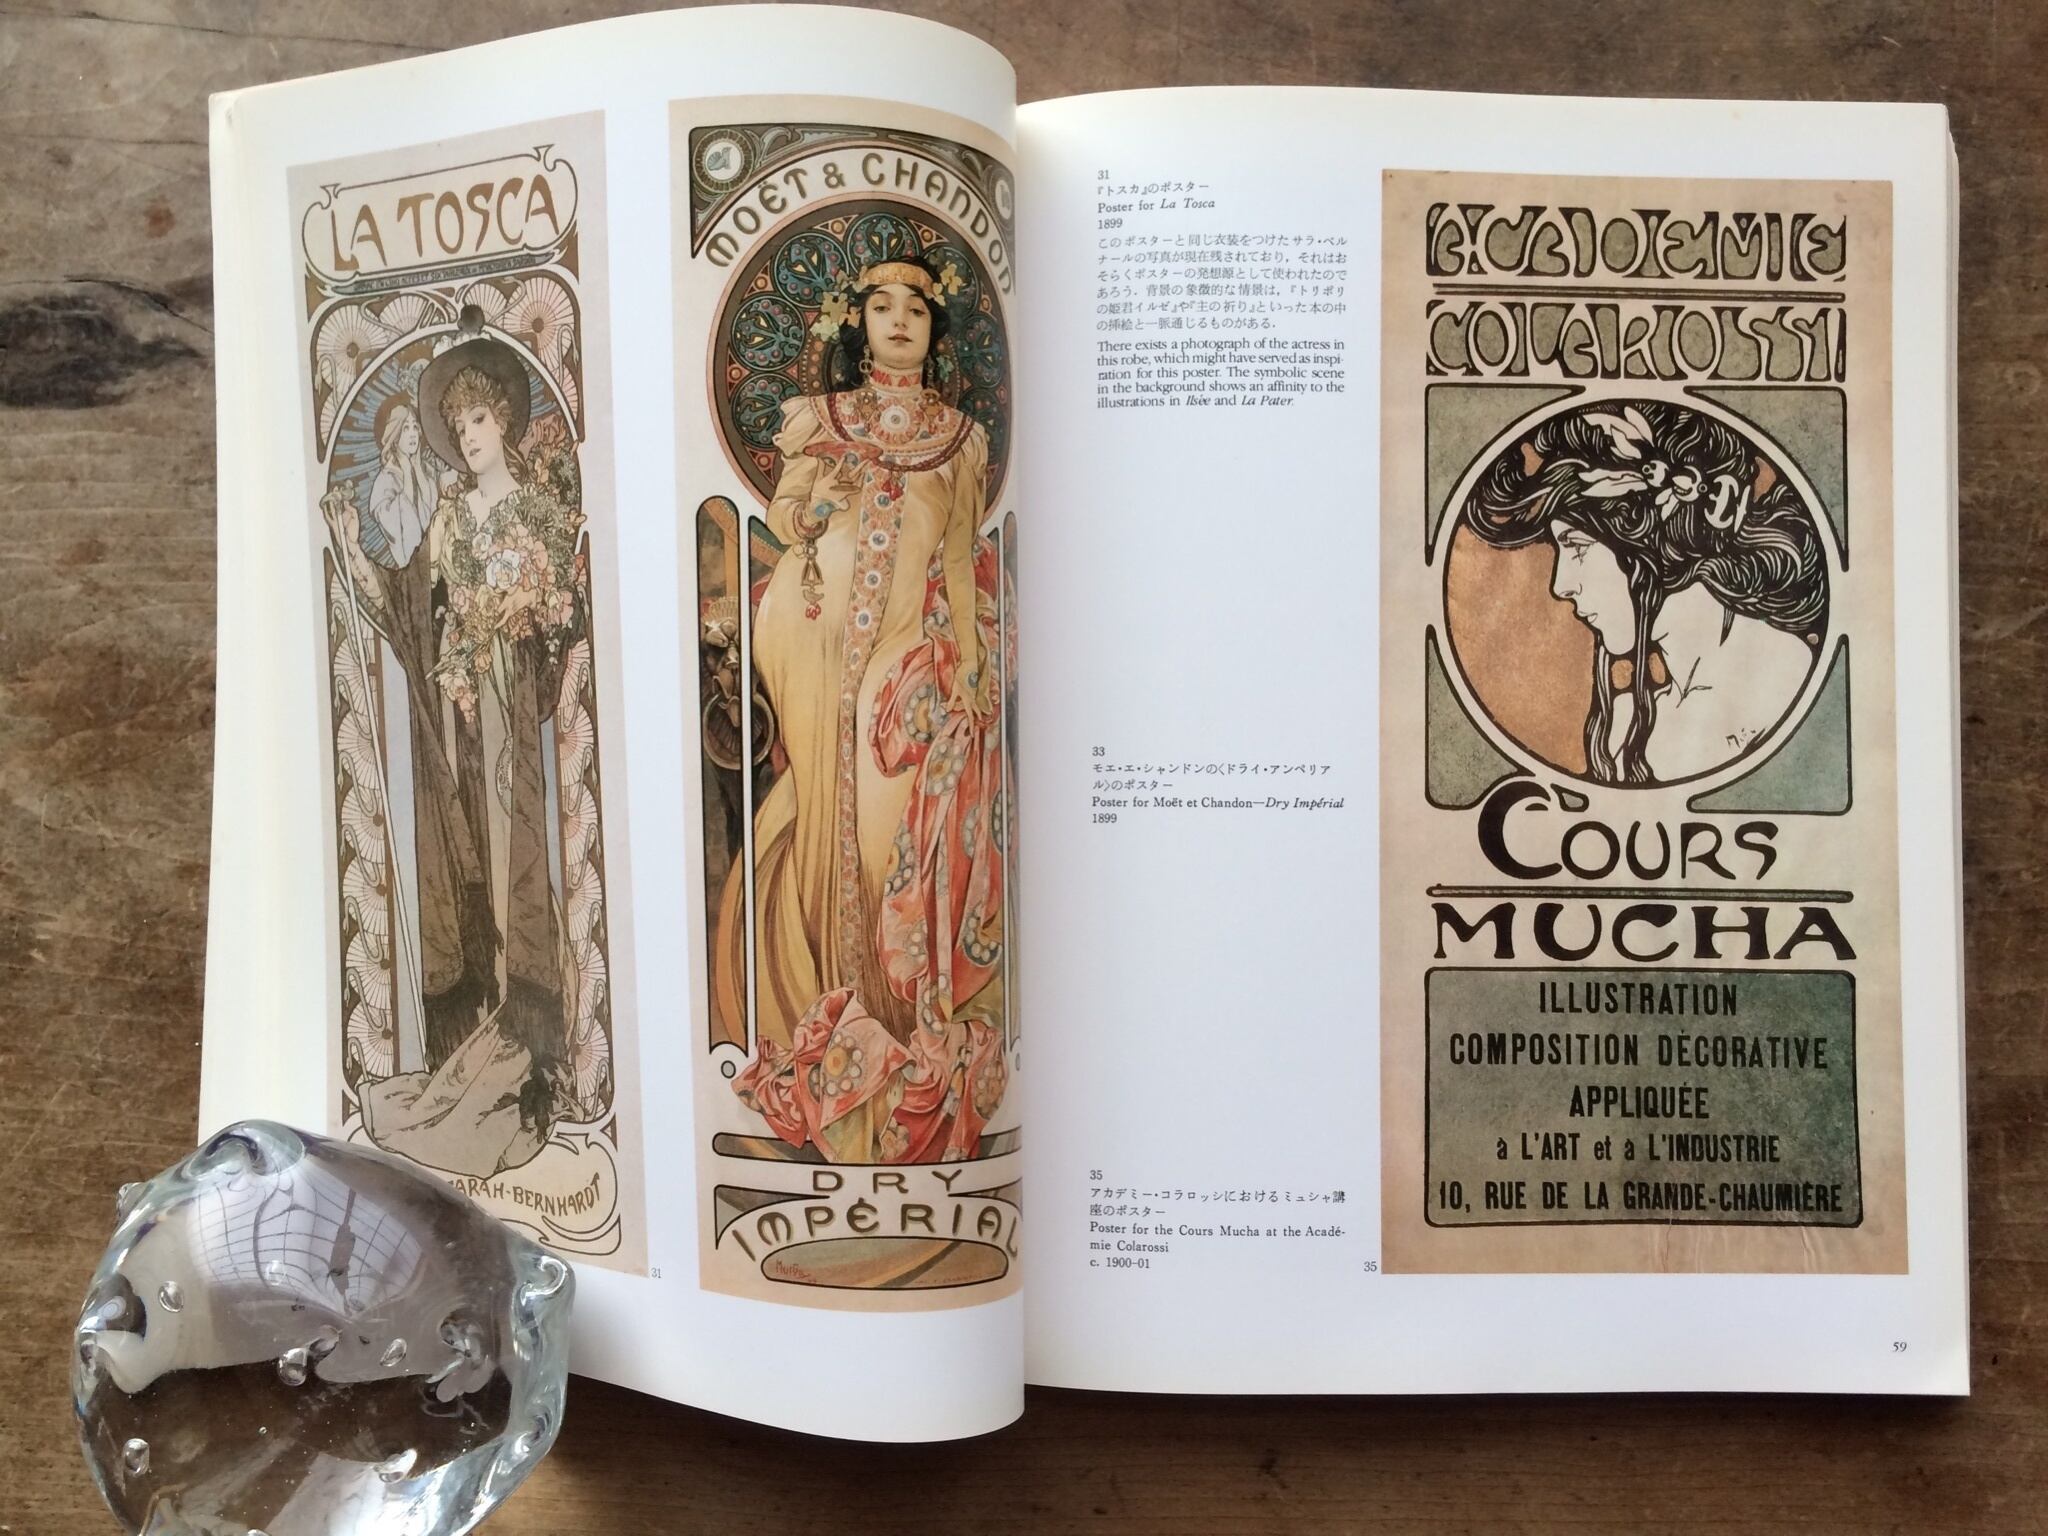 LA TOSCA
SARAH-BERNHARDT
31
MOËT & CHANDON
DRY
IMPÉRIAL
MUCHA
31
『トスカ』のポスター
Poster for La Tosca
1899
このポスターと同じ衣装をつけたサラ・ベル
ナールの写真が現在残されており，それはお
そらくポスターの発想源として使われたので
あろう．背景の象徴的な情景は，『トリポリ
の姫君イルゼ』や『主の祈り』といった本の中
の挿絵と一脈通じるものがある．
There exists a photograph of the actress in
this robe, which might have served as inspi-
ration for this poster. The symbolic scene
in the background shows an affinity to the
illustrations in Ilsée and La Pater.
33
モエ・エ・シャンドンの〈ドライ・アンペリア
ル〉のポスター
Poster for Moët et Chandon—Dry Impérial
1899
35
アカデミー・コラロッシにおけるミュシャ講
座のポスター
Poster for the Cours Mucha at the Acadé-
mie Colarossi
c. 1900-01
35
ACADEMIE
COLAROSSI
COURS
MUCHA
ILLUSTRATION
COMPOSITION DÉCORATIVE
APPLIQUÉE
à L'ART et à L'INDUSTRIE
10, RUE DE LA GRANDE-CHAUMIÈRE
59